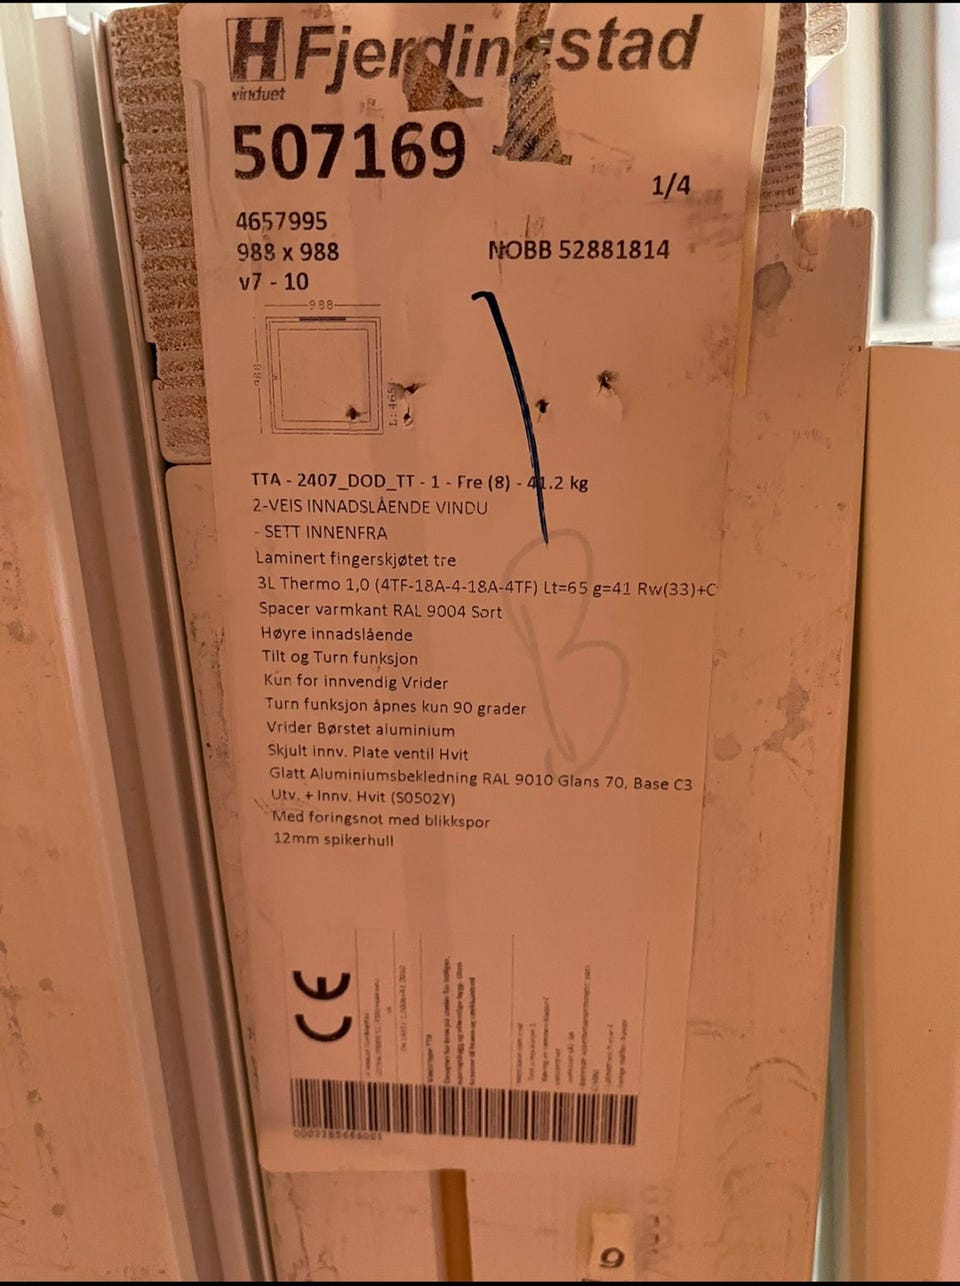 H Fjerdingstad
vinduet
507169
1/4
4657995
988 x 988
NOBB 52881814
v7 - 10
988
988
L: 465
TTA - 2407_DOD_TT - 1 - Fre (8) - 41.2 kg
2-VEIS INNADSLÅENDE VINDU
- SETT INNENFRA
Laminert fingerskjøtet tre
3L Thermo 1,0 (4TF-18A-4-18A-4TF) Lt=65 g=41 Rw(33)+C
Spacer varmkant RAL 9004 Sort
Høyre innadslående
Tilt og Turn funksjon
Kun for innvendig Vrider
Turn funksjon åpnes kun 90 grader
Vrider Børstet aluminium
Skjult innv. Plate ventil Hvit
Glatt Aluminiumsbekledning RAL 9010 Glans 70, Base C3
Utv. + Innv. Hvit (S0502Y)
Med foringsnot med blikkspor
12mm spikerhull
B
CE
9